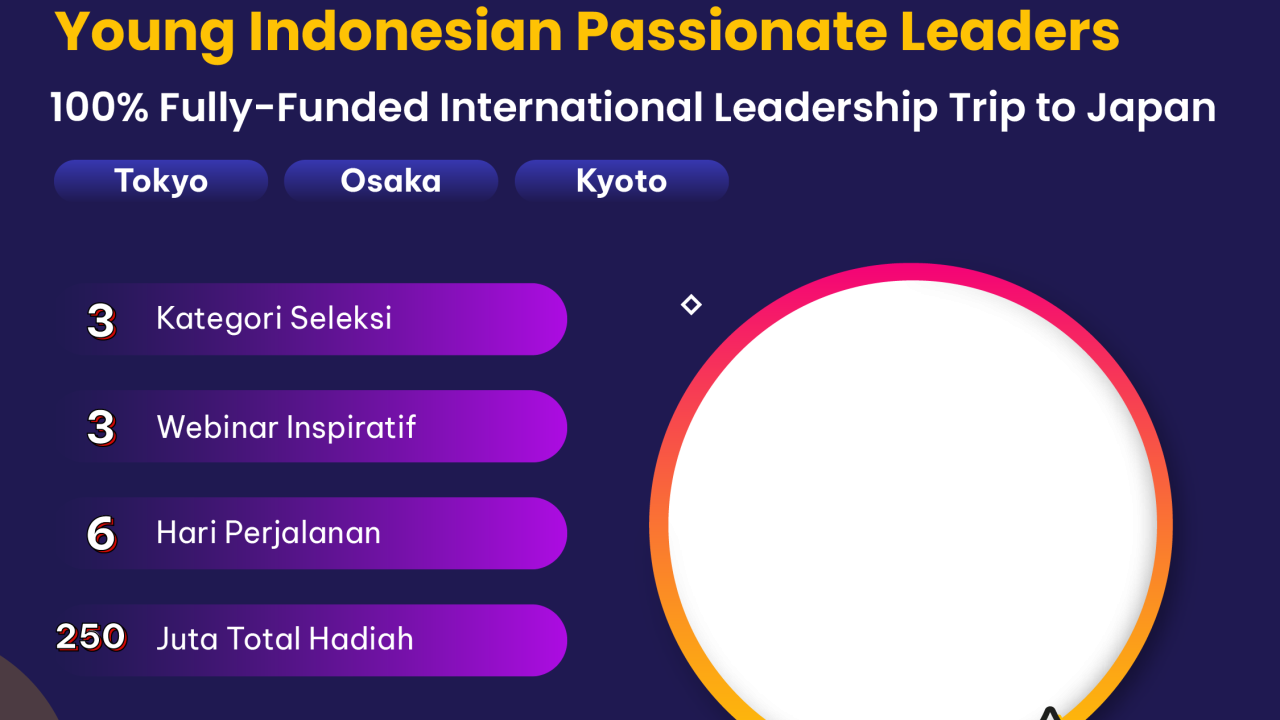 Young Indonesian Passionate Leaders
100% Fully-Funded International Leadership Trip to Japan
Tokyo Osaka Kyoto
3 Kategori Seleksi
3 Webinar Inspiratif
6 Hari Perjalanan
250 Juta Total Hadiah